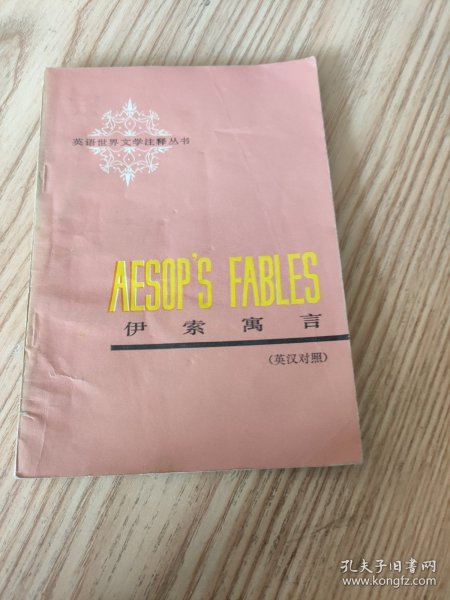 英语世界文学注释丛书
AESOP'S FABLES
伊索寓言
(英汉对照)
孔夫子旧书网
www.kongfz.com